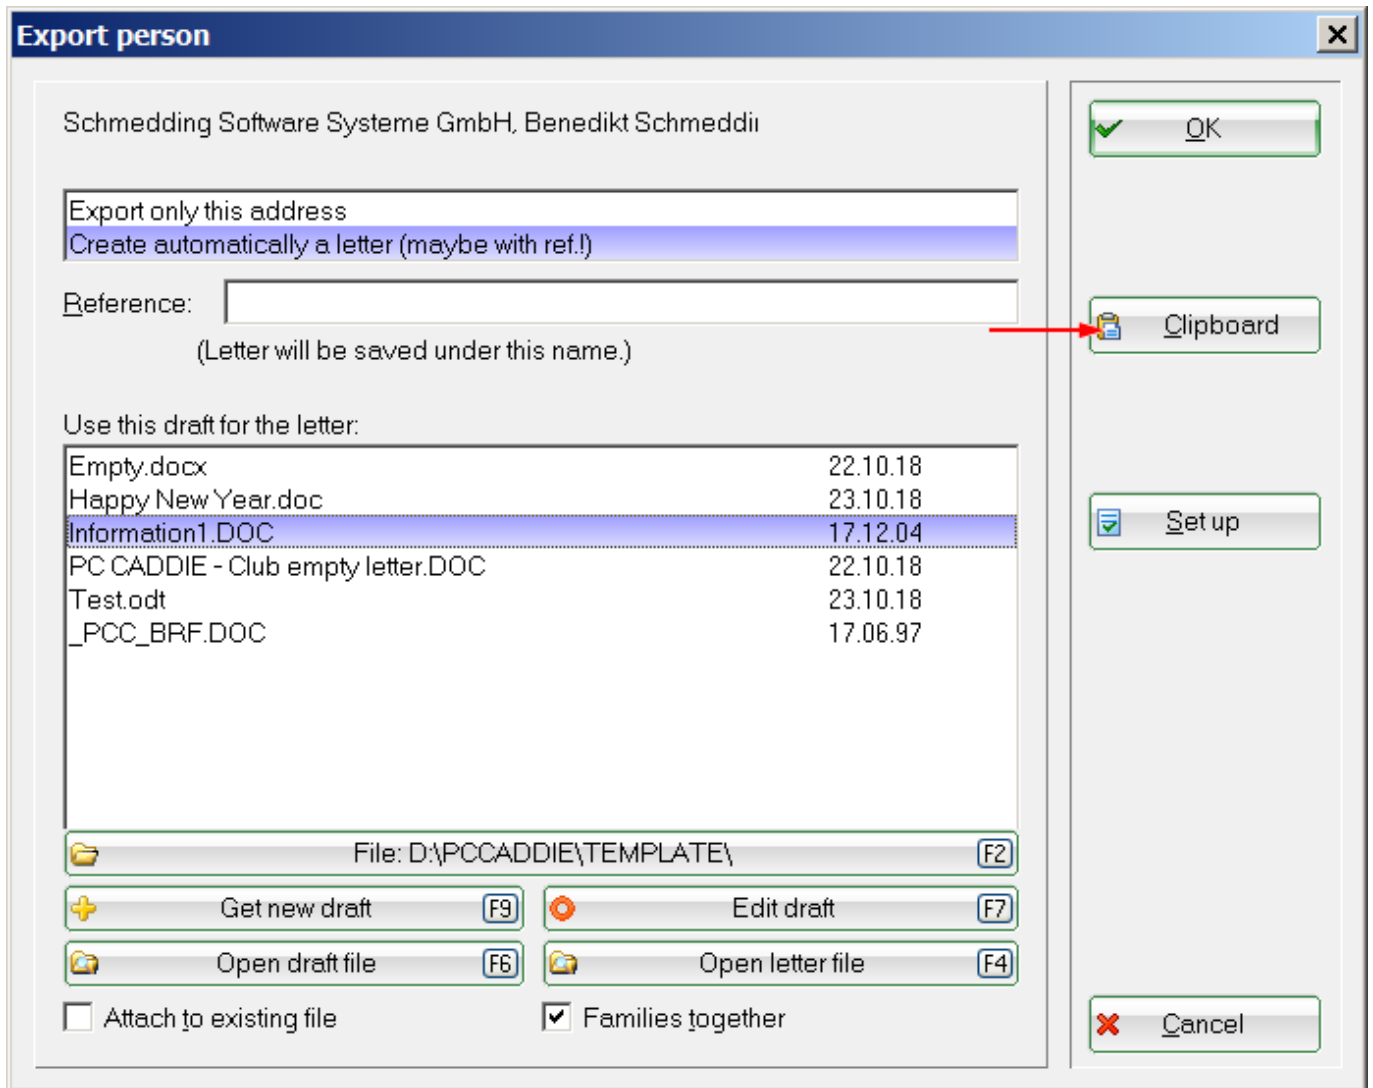 Export person
Schmedding Software Systeme GmbH, Benedikt Schmeddii
Export only this address
Create automatically a letter (maybe with ref.!)
Reference:
(Letter will be saved under this name.)
Use this draft for the letter:
Empty.docx 22.10.18
Happy New Year.doc 23.10.18
Information1.DOC 17.12.04
PC CADDIE - Club empty letter.DOC 22.10.18
Test.odt 23.10.18
_PCC_BRF.DOC 17.06.97
File: D:\PCCADDIE\TEMPLATE\ F2
Get new draft F9 Edit draft F7
Open draft file F6 Open letter file F4
Attach to existing file Families together
OK
Clipboard
Set up
Cancel